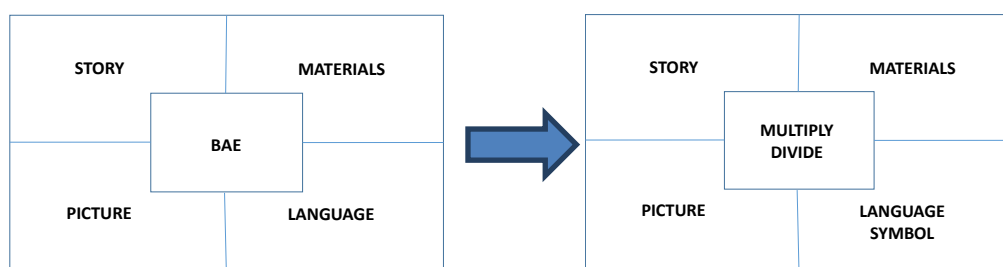 STORY
MATERIALS
BAE
PICTURE
LANGUAGE
STORY
MATERIALS
MULTIPLY
DIVIDE
PICTURE
LANGUAGE
SYMBOL